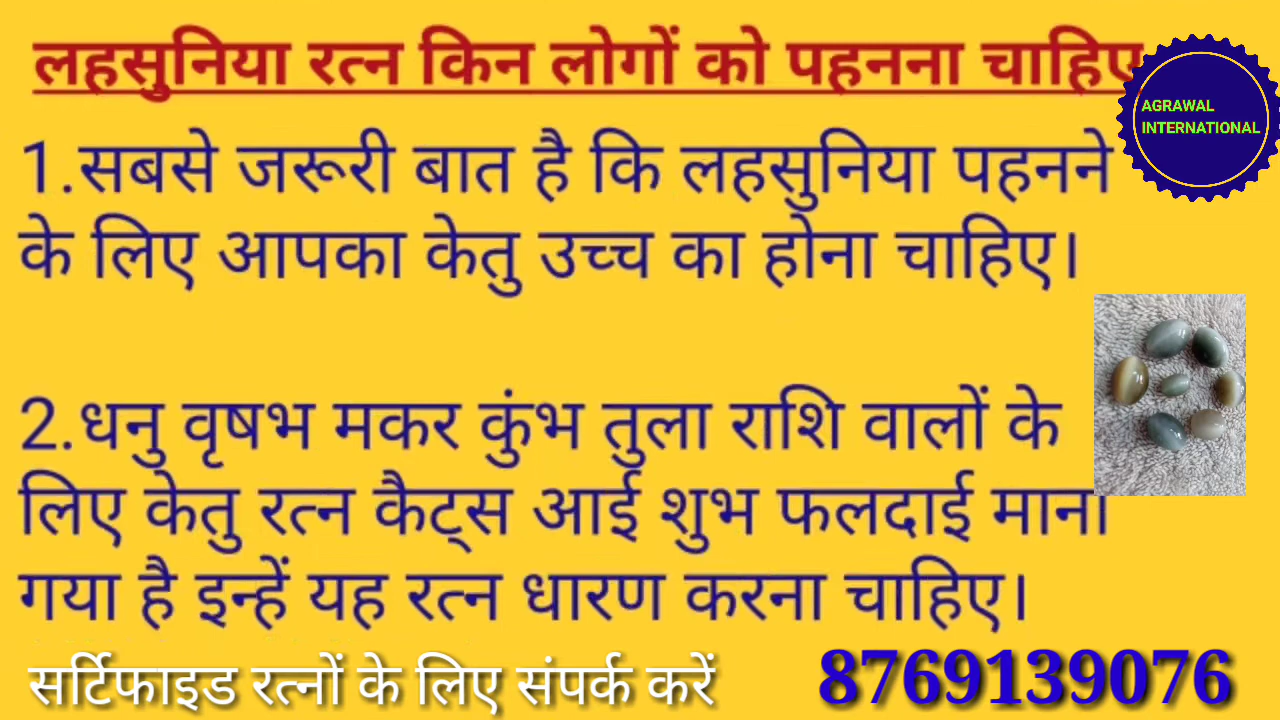 लहसुनिया रत्न किन लोगों को पहनना चाहिए
AGRAWAL
INTERNATIONAL
1.सबसे जरूरी बात है कि लहसुनिया पहनने
के लिए आपका केतु उच्च का होना चाहिए।
2.धनु वृषभ मकर कुंभ तुला राशि वालों के
लिए केतु रत्न कैट्स आई शुभ फलदाई माना
गया है इन्हें यह रत्न धारण करना चाहिए।
सर्टिफाइड रत्नों के लिए संपर्क करें 8769139076